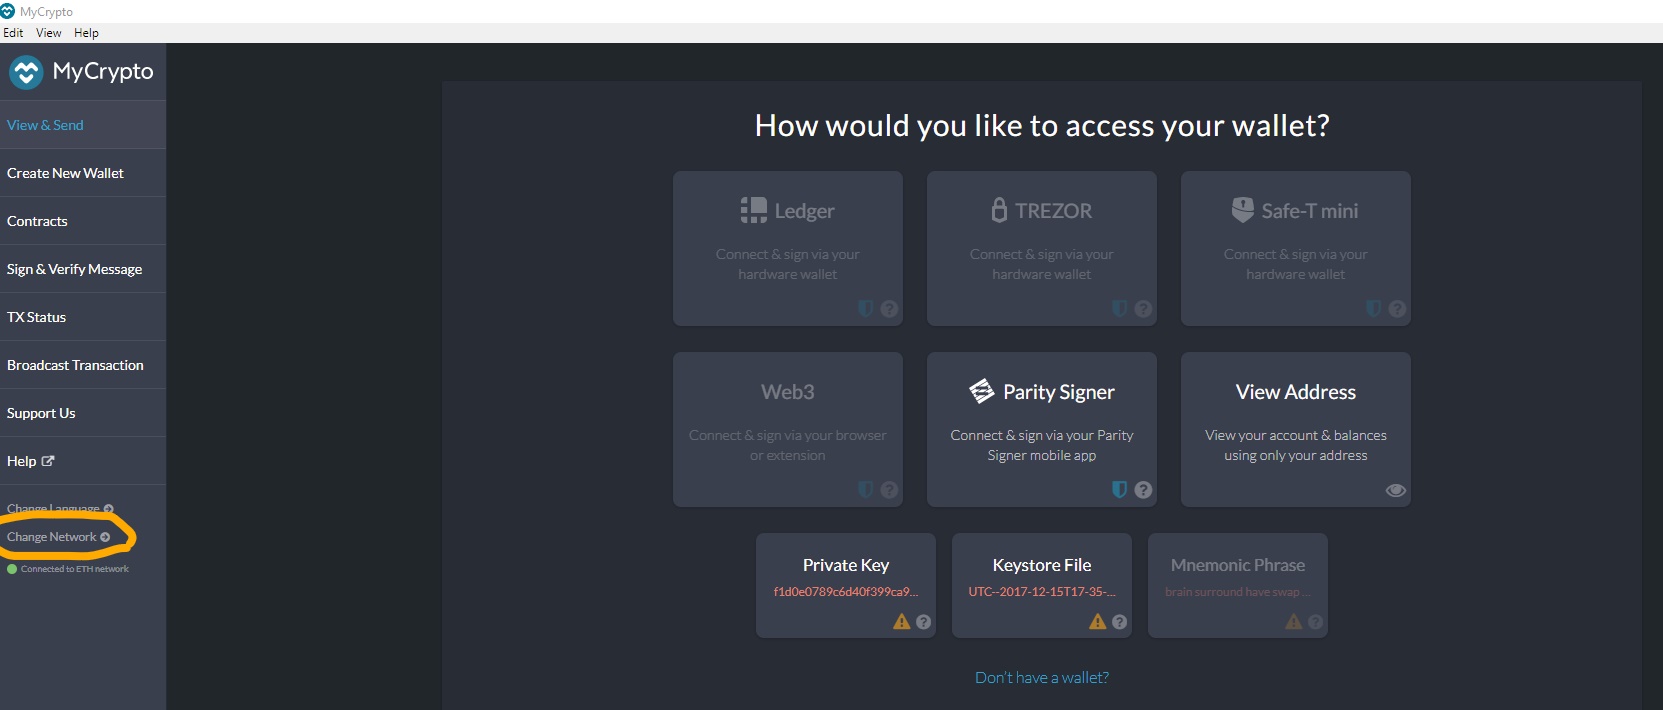 MyCrypto
Edit View Help
MyCrypto
View & Send
Create New Wallet
Contracts
Sign & Verify Message
TX Status
Broadcast Transaction
Support Us
Help
Change Language
Change Network
Connected to ETH network
How would you like to access your wallet?
Ledger
Connect & sign via your
hardware wallet
TREZOR
Connect & sign via your
hardware wallet
Safe-T mini
Connect & sign via your
hardware wallet
Web3
Connect & sign via your browser
or extension
Parity Signer
Connect & sign via your Parity
Signer mobile app
View Address
View your account & balances
using only your address
Private Key
f1d0e0789c6d40f399ca9...
Keystore File
UTC--2017-12-15T17-35-...
Mnemonic Phrase
brain surround have swap ...
Don't have a wallet?